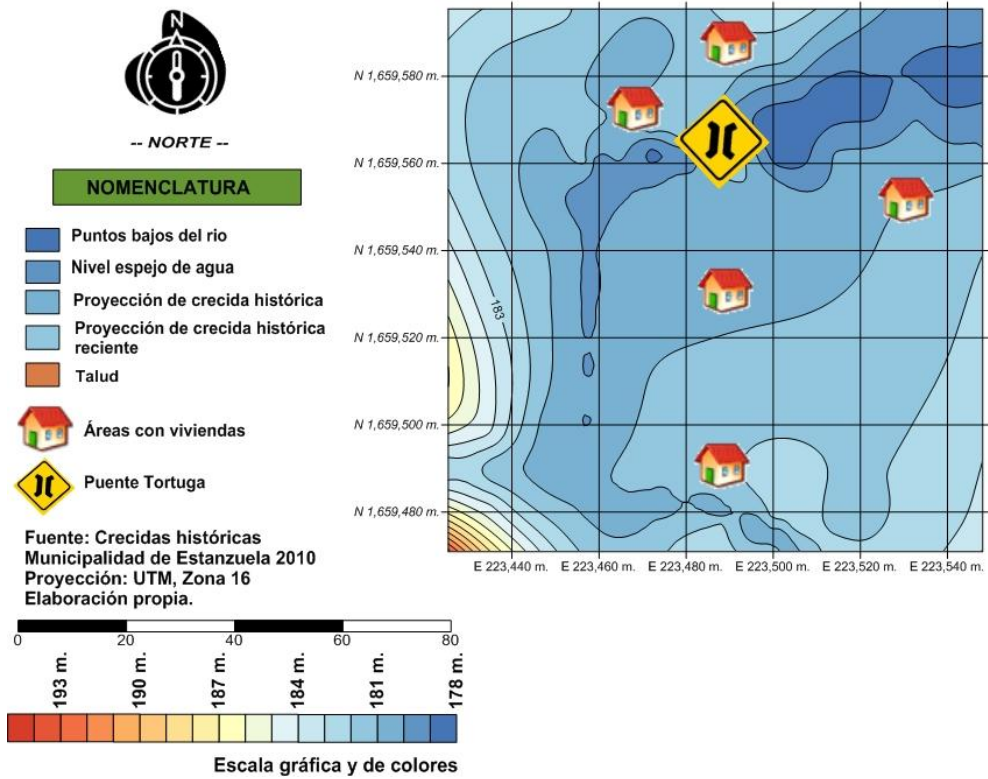 N
-- NORTE --
NOMENCLATURA
Puntos bajos del rio
Nivel espejo de agua
Proyección de crecida histórica
Proyección de crecida histórica
reciente
Talud
Áreas con viviendas
Puente Tortuga
Fuente: Crecidas históricas
Municipalidad de Estanzuela 2010
Proyección: UTM, Zona 16
Elaboración propia.
0 20 40 60 80
193 m. 190 m. 187 m. 184 m. 181 m. 178 m.
Escala gráfica y de colores
N 1,659,580 m.
N 1,659,560 m.
N 1,659,540 m.
N 1,659,520 m.
N 1,659,500 m.
N 1,659,480 m.
183
E 223,440 m. E 223,460 m. E 223,480 m. E 223,500 m. E 223,520 m. E 223,540 m.